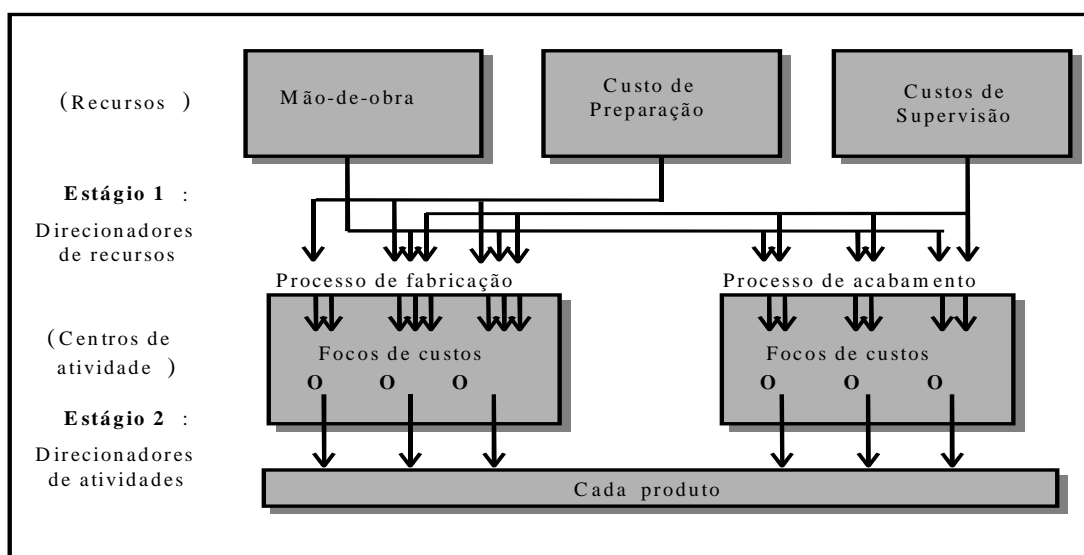 (Recursos )
Mão-de-obra
Custo de
Preparação
Custos de
Supervisão
Estágio 1 :
Direcionadores
de recursos
Processo de fabricação
Processo de acabamento
(Centros de
atividade )
Focos de custos
O O O
Focos de custos
O O O
Estágio 2 :
Direcionadores
de atividades
Cada produto